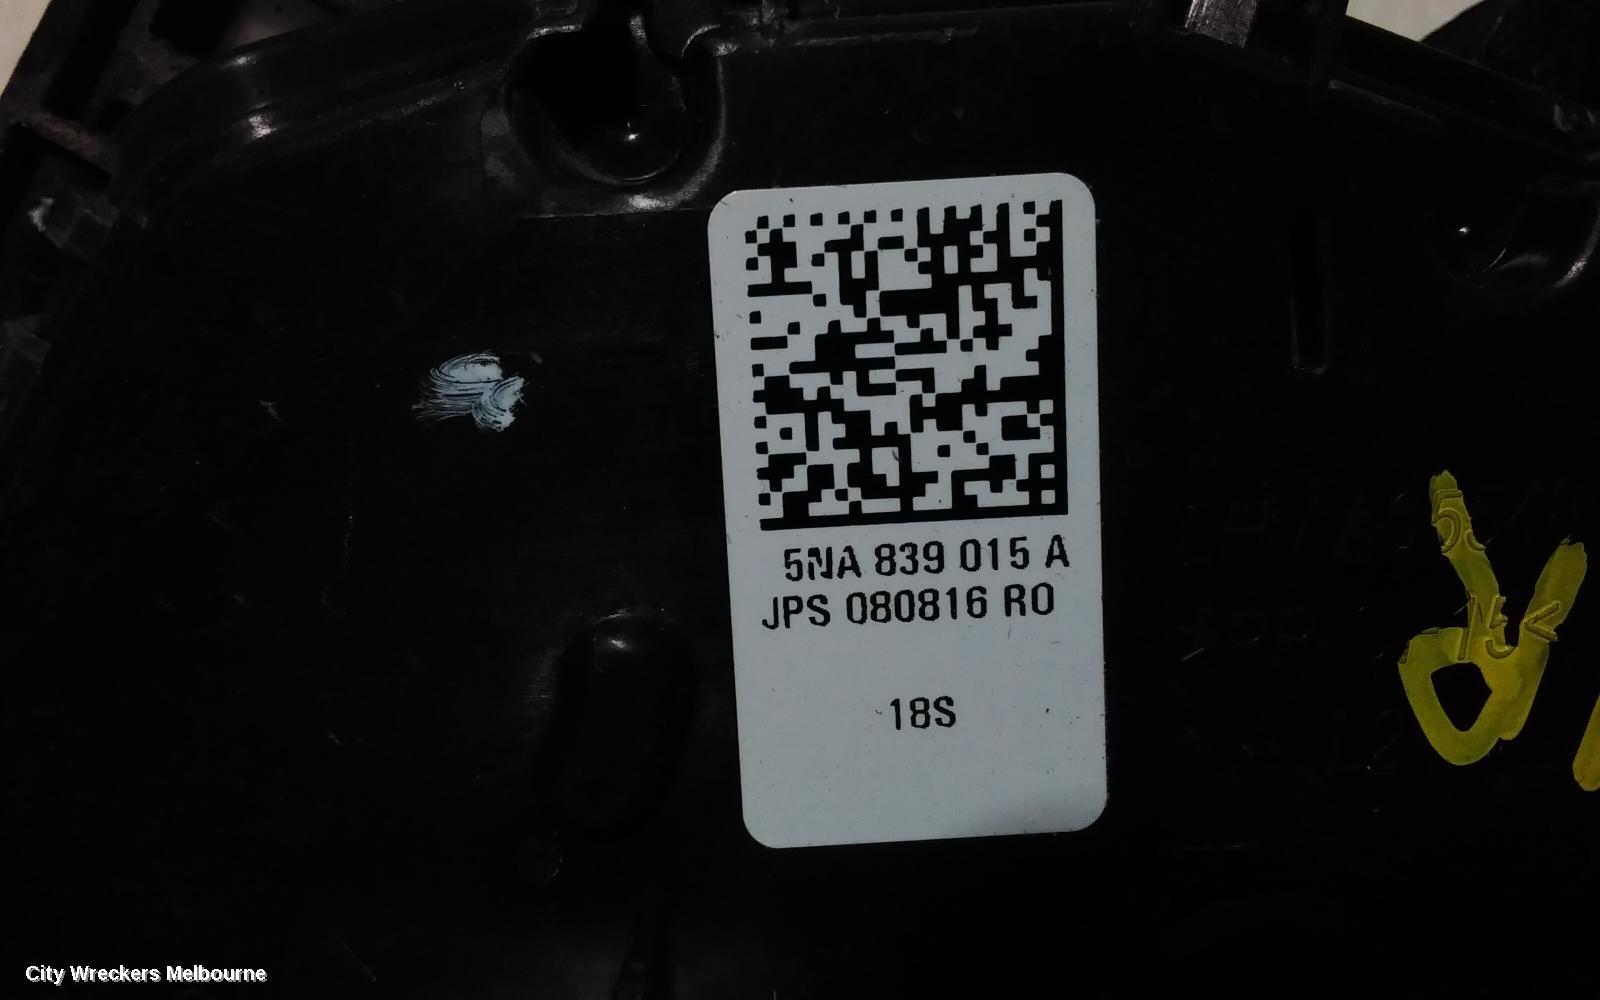 5NA 839 015 A
JPS 080816 RO
18S
City Wreckers Melbourne